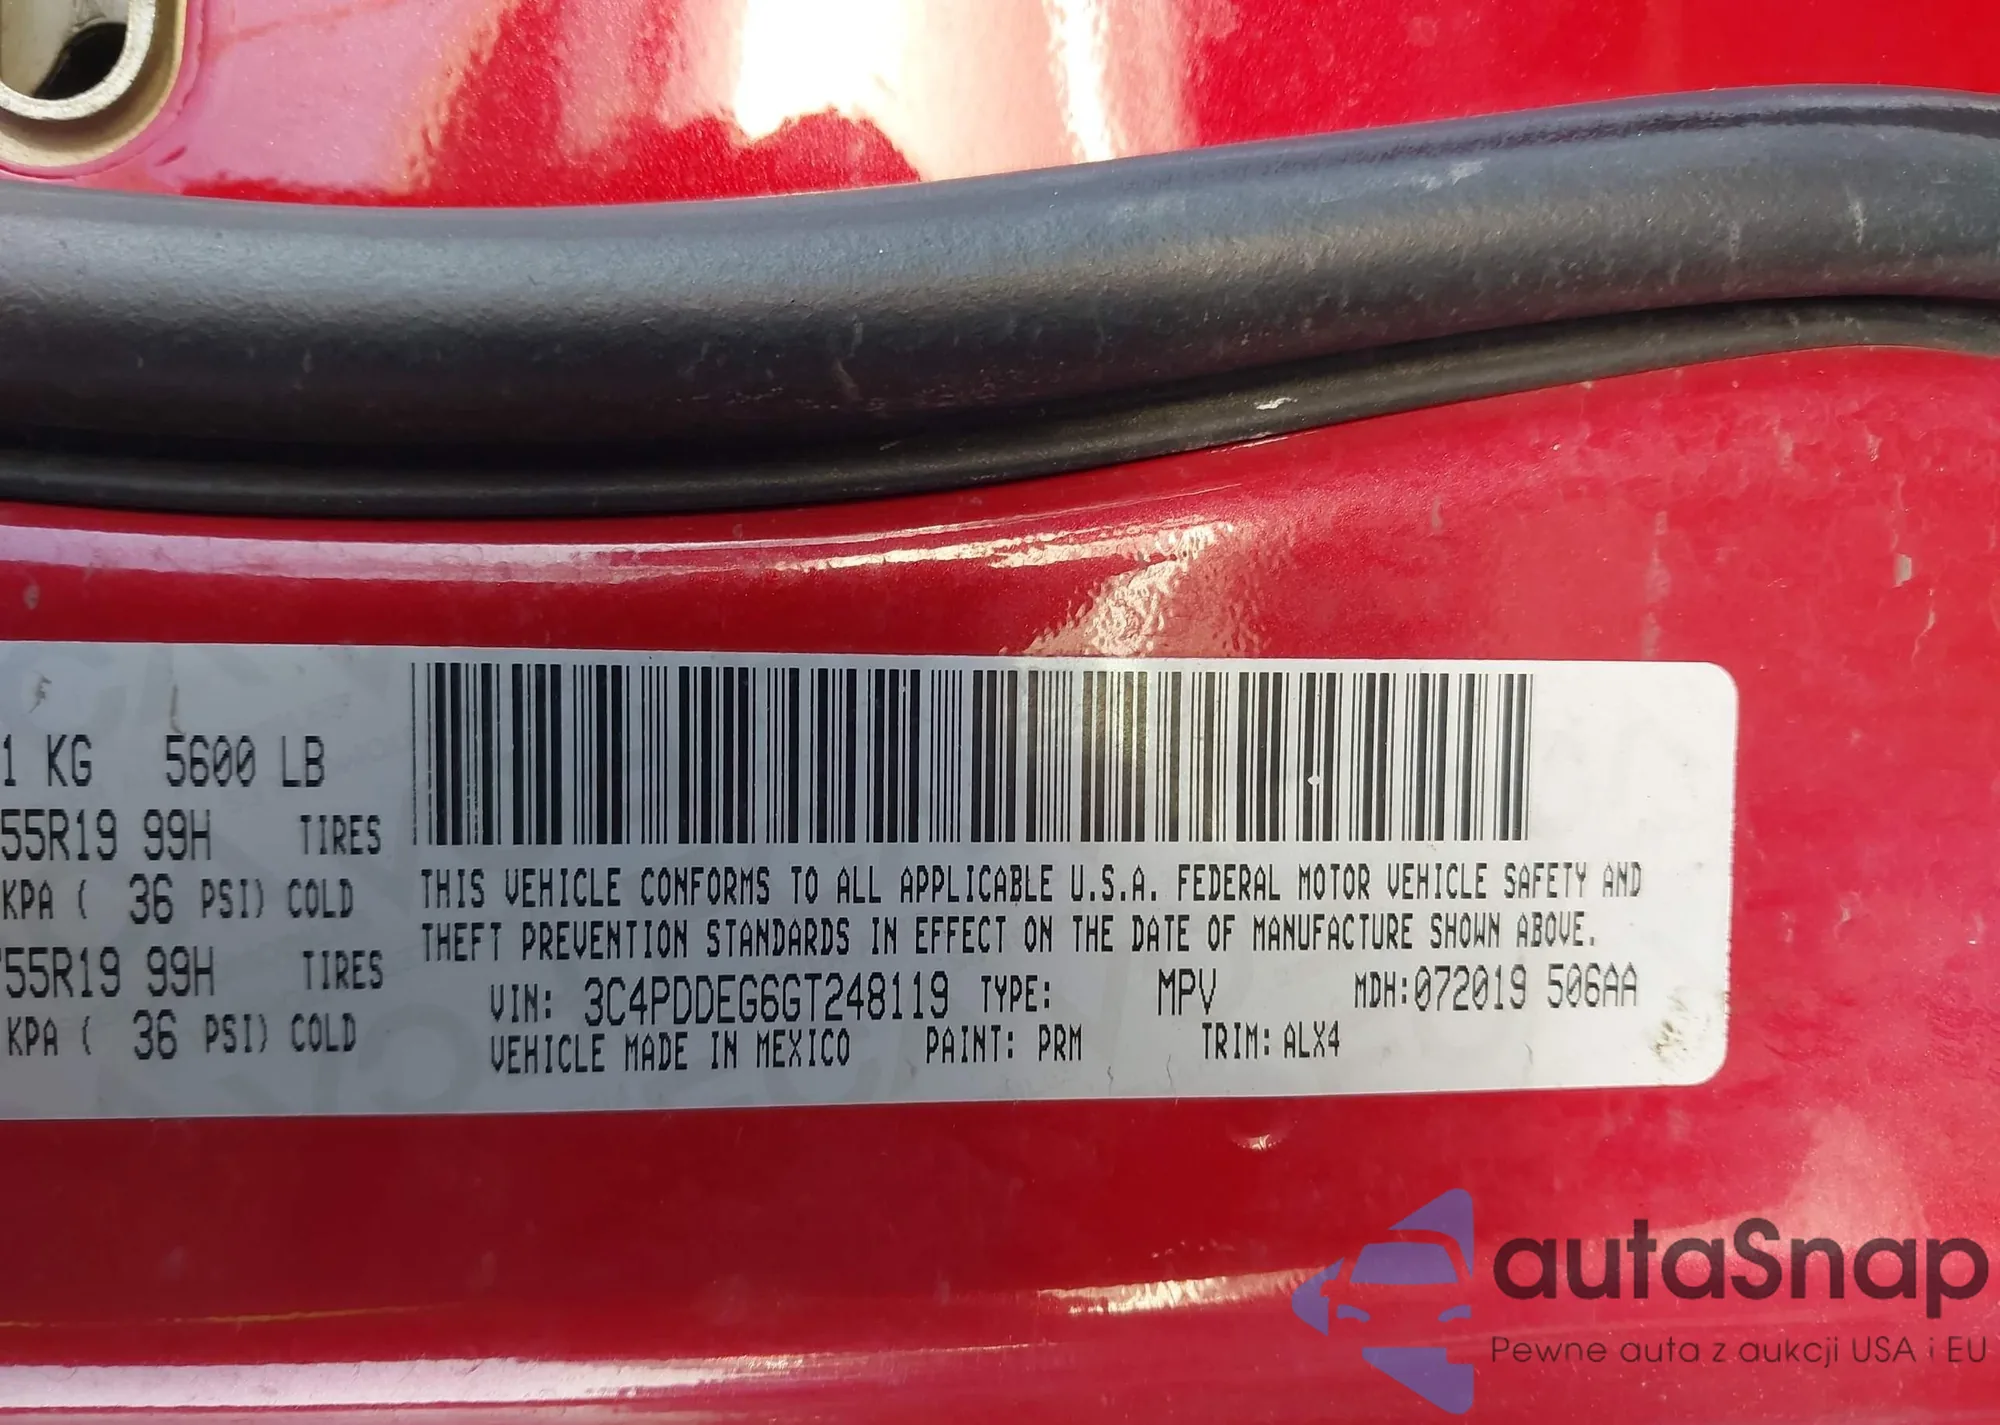 1 KG 5600 LB
55R19 99H TIRES
KPA ( 36 PSI) COLD
55R19 99H TIRES
KPA ( 36 PSI) COLD
THIS VEHICLE CONFORMS TO ALL APPLICABLE U.S.A. FEDERAL MOTOR VEHICLE SAFETY AND
THEFT PREVENTION STANDARDS IN EFFECT ON THE DATE OF MANUFACTURE SHOWN ABOVE.
VIN: 3C4PDDEG6GT248119 TYPE: MPV MDH:072019 506AA
VEHICLE MADE IN MEXICO PAINT: PRM TRIM: ALX4
autaSnap
Pewne auta z aukcji USA i EU